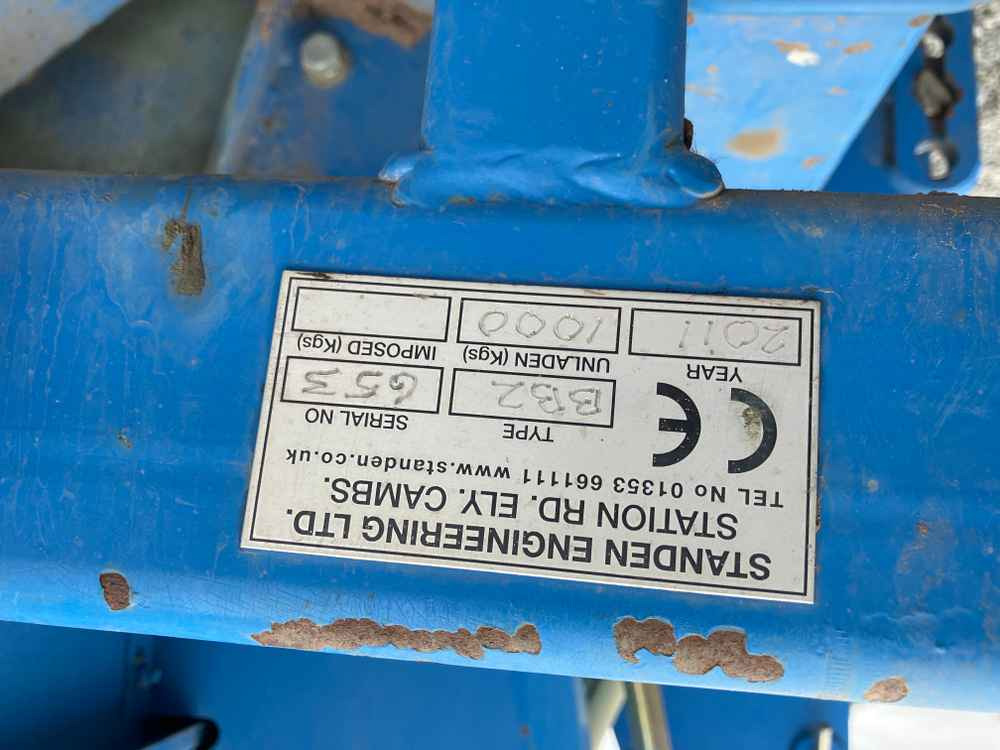 STANDEN ENGINEERING LTD.
STATION RD. ELY. CAMBS.
TEL No 01353 661111 www.standen.co.uk
CE
TYPE
SERIAL NO
BB2
653
YEAR
UNLADEN (Kgs)
IMPOSED (Kgs)
2011
1000